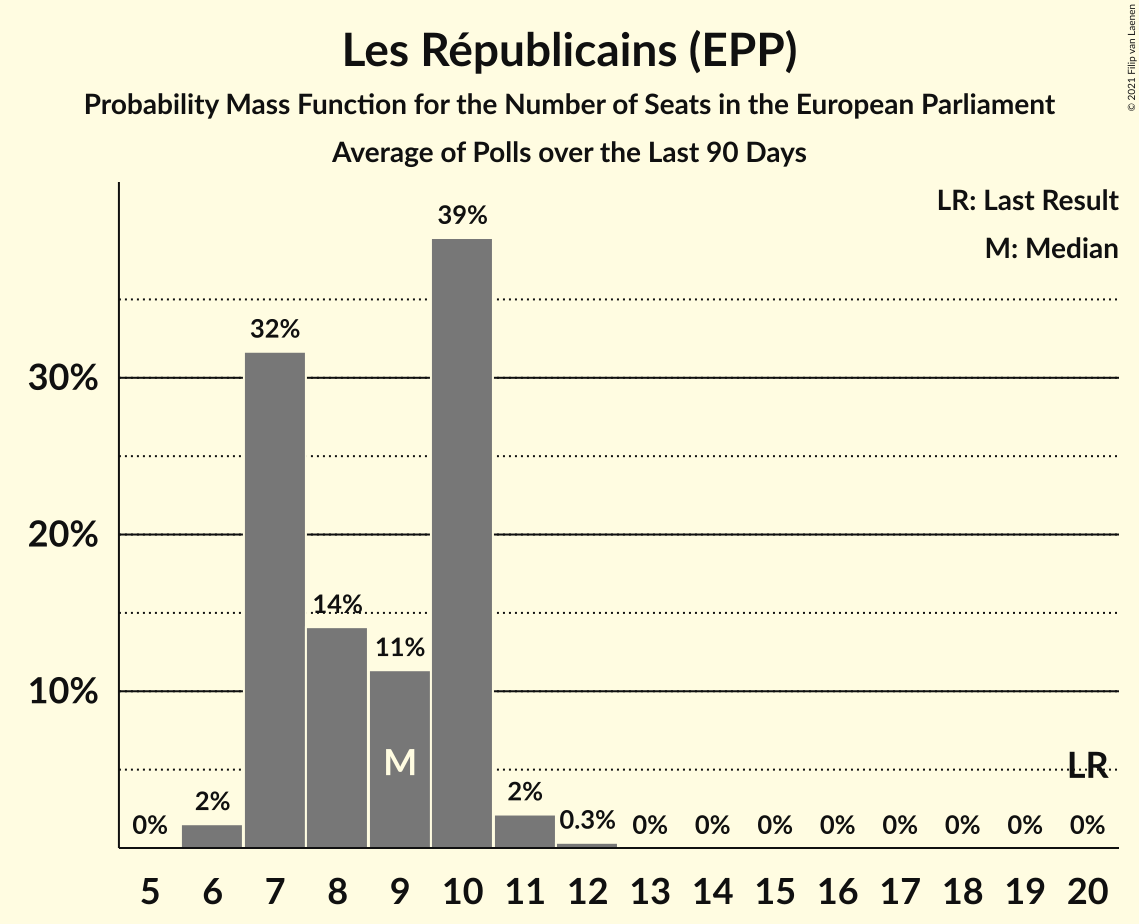 Les Républicains (EPP)
Probability Mass Function for the Number of Seats in the European Parliament
Average of Polls over the Last 90 Days
© 2021 Filip van Laenen
LR: Last Result
M: Median
39%
32%
30%
20%
14%
11%
10%
M
LR
0%
2%
2%
0.3%
0%
0%
0%
0%
0%
0%
0%
0%
5 6 7 8 9 10 11 12 13 14 15 16 17 18 19 20